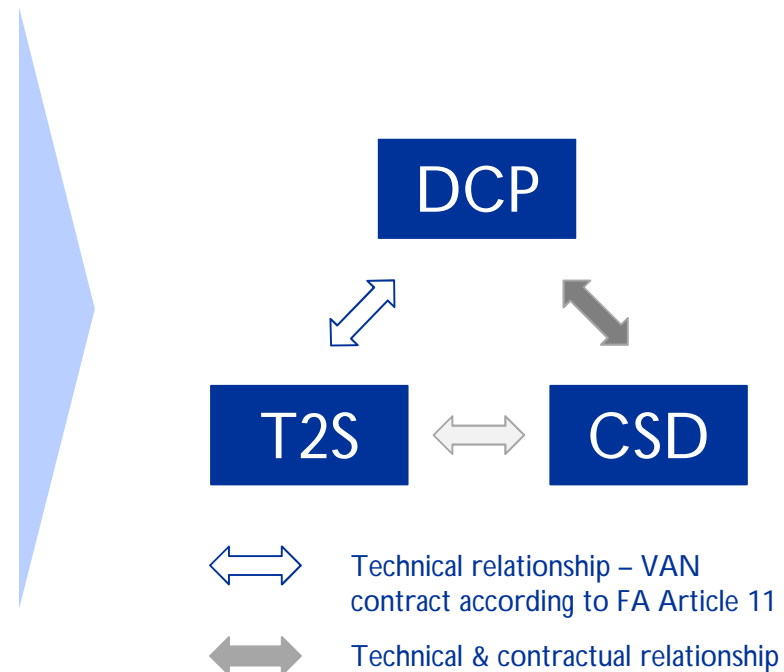 DCP
T2S
CSD
Technical relationship – VAN
contract according to FA Article 11
Technical & contractual relationship